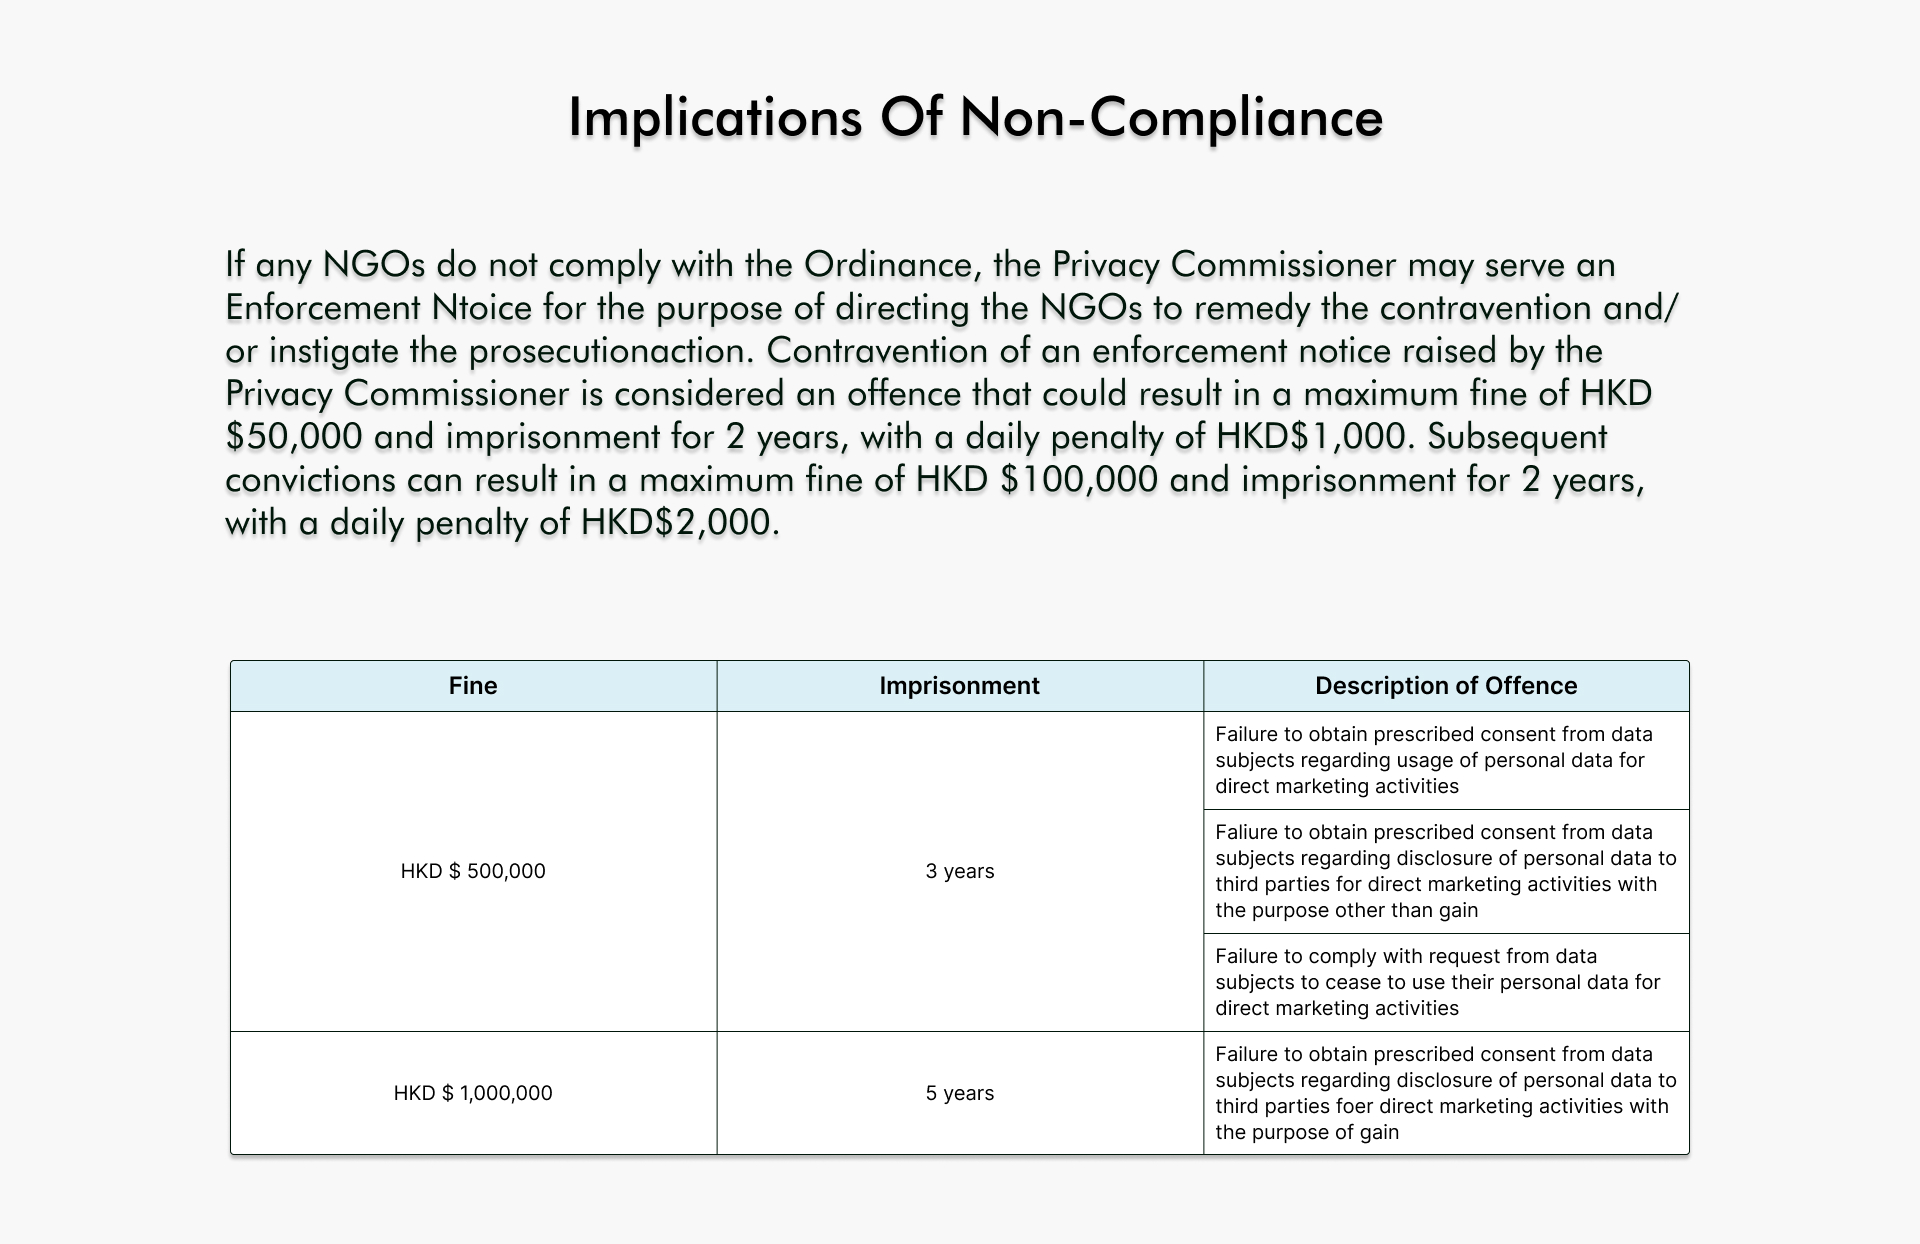 Implications Of Non-Compliance
If any NGOs do not comply with the Ordinance, the Privacy Commissioner may serve an
Enforcement Ntoice for the purpose of directing the NGOs to remedy the contravention and/
or instigate the prosecutionaction. Contravention of an enforcement notice raised by the
Privacy Commissioner is considered an offence that could result in a maximum fine of HKD
$50,000 and imprisonment for 2 years, with a daily penalty of HKD$1,000. Subsequent
convictions can result in a maximum fine of HKD $100,000 and imprisonment for 2 years,
with a daily penalty of HKD$2,000.
Fine
Imprisonment
Description of Offence
HKD $ 500,000
3 years
Failure to obtain prescribed consent from data
subjects regarding usage of personal data for
direct marketing activities
Faliure to obtain prescribed consent from data
subjects regarding disclosure of personal data to
third parties for direct marketing activities with
the purpose other than gain
Failure to comply with request from data
subjects to cease to use their personal data for
direct marketing activities
HKD $ 1,000,000
5 years
Failure to obtain prescribed consent from data
subjects regarding disclosure of personal data to
third parties foer direct marketing activities with
the purpose of gain